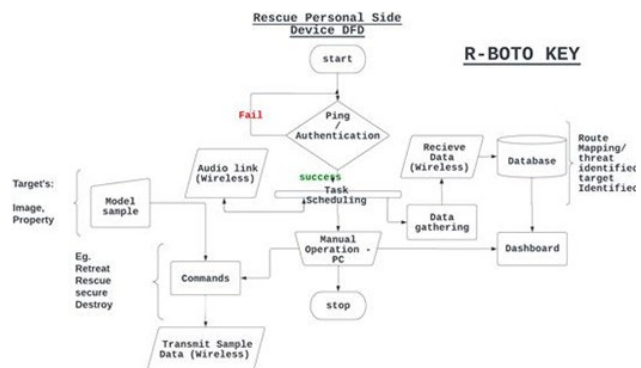 Rescue Personal Side
Device DFD
R-BOTO KEY
start
Fail
Ping
/
Authentication
success
Audio link
(Wireless)
Task
Scheduling
Recieve
Data
(Wireless)
Database
Route
Mapping/
threat
identified
target
Identified
Target's:
Image,
Property
Model
sample
Data
gathering
Manual
Operation -
PC
Dashboard
Eg.
Retreat
Rescue
secure
Destroy
Commands
stop
Transmit Sample
Data (Wireless)